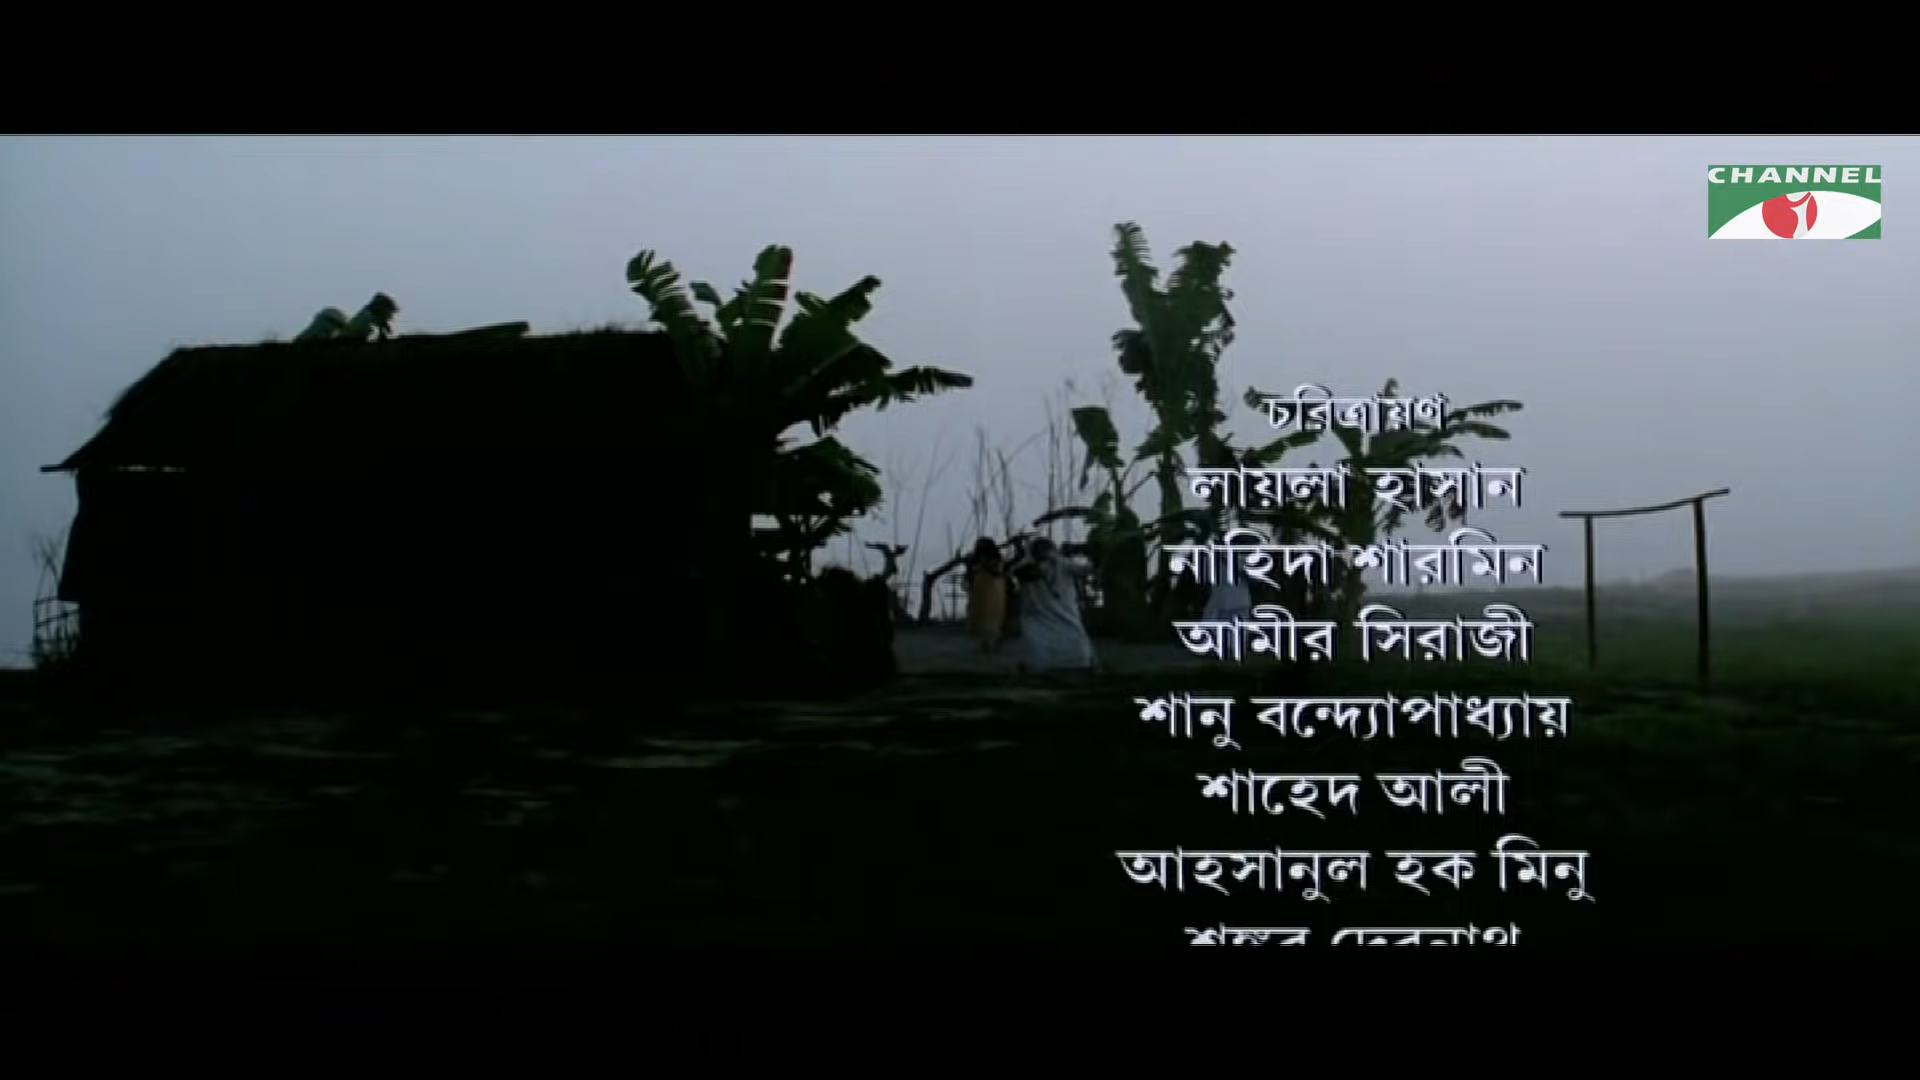 CHANNEL
চরিত্রায়ণ
লায়লা হাসান
নাহিদা শারমিন
আমীর সিরাজী
শানু বন্দ্যোপাধ্যায়
শাহেদ আলী
আহসানুল হক মিনু